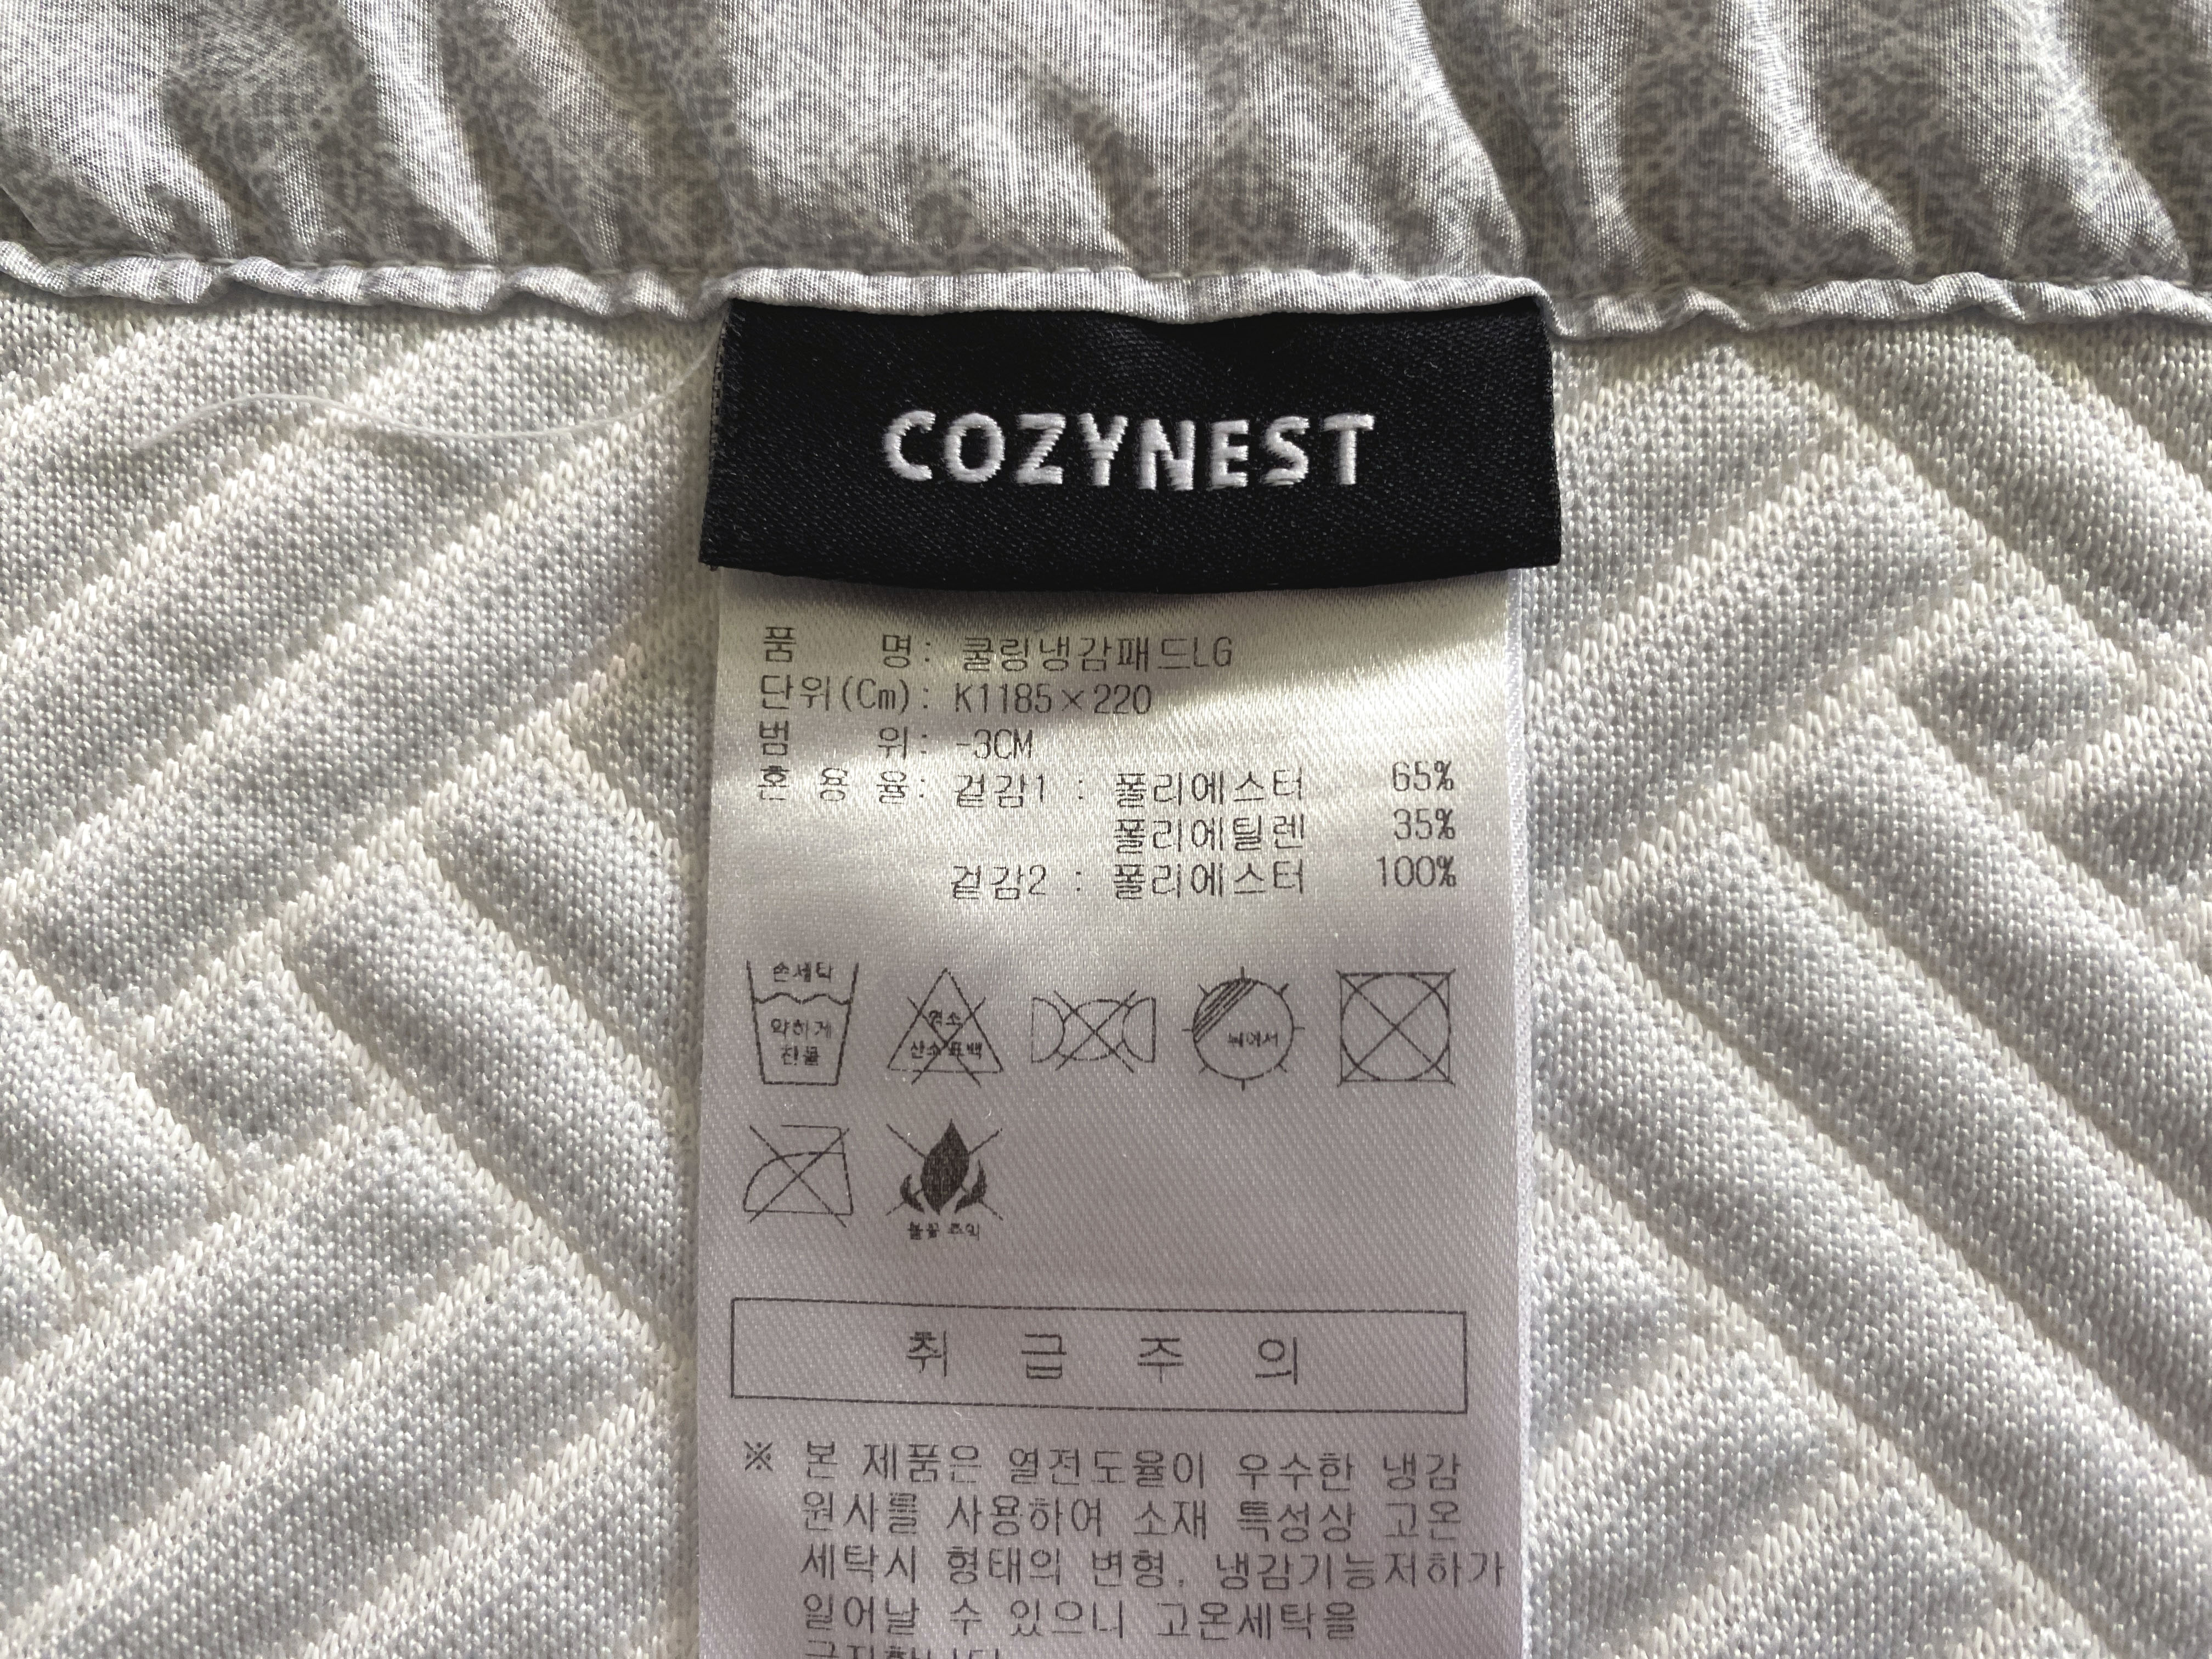 COZYNEST
품 명: 쿨링냉감패드LG
단위(Cm): K1185×220
범 위: -3CM
혼 용 율: 겉감1 : 폴리에스터 65%
폴리에틸렌 35%
겉감2 : 폴리에스터 100%
손세탁
약하게
찬물
염소
산소표백
뉘어서
불꽃 주의
취 급 주 의
※ 본 제품은 열전도율이 우수한 냉감
원사를 사용하여 소재 특성상 고온
세탁시 형태의 변형, 냉감기능저하가
일어날 수 있으니 고온세탁을